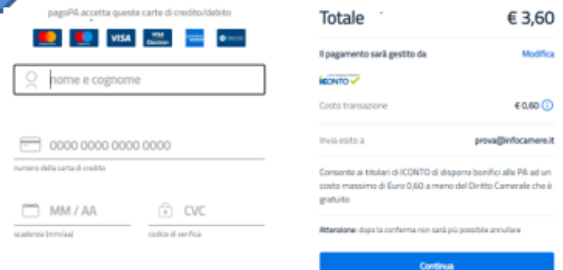 pagoPA accetta queste carte di credito/debito
VISA
VISA
Electron
nome e cognome
0000 0000 0000 0000
numero della carta di credito
MM / AA
CVC
scadenza (mm/aa)
codice di verifica
Totale
€ 3,60
Il pagamento sarà gestito da
Modifica
ICONTO
Costo transazione
€ 0,60
Invia esito a
prova@infocamere.it
Consente ai titolari di ICONTO di disporre bonifici alle PA ad un
costo massimo di Euro 0,60 a meno del Diritto Camerale che è
gratuito
Attenzione: dopo la conferma non sarà più possibile annullare
Continua